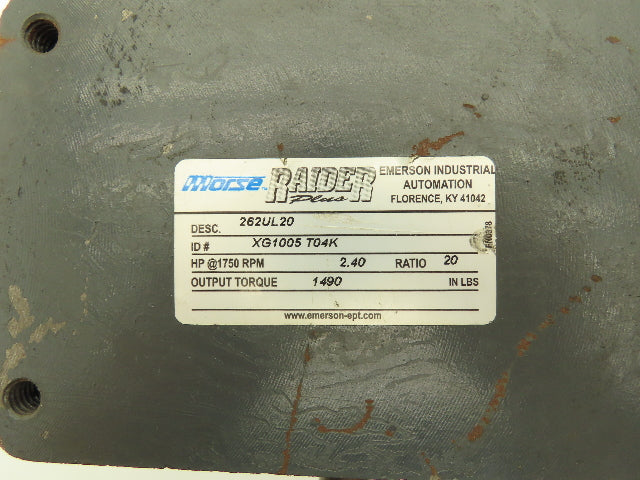 Morse RAIDER Plus
EMERSON INDUSTRIAL
AUTOMATION
FLORENCE, KY 41042
DESC. 262UL20
ID # XG1005 T04K
HP @1750 RPM 2.40 RATIO 20
OUTPUT TORQUE 1490 IN LBS
www.emerson-ept.com